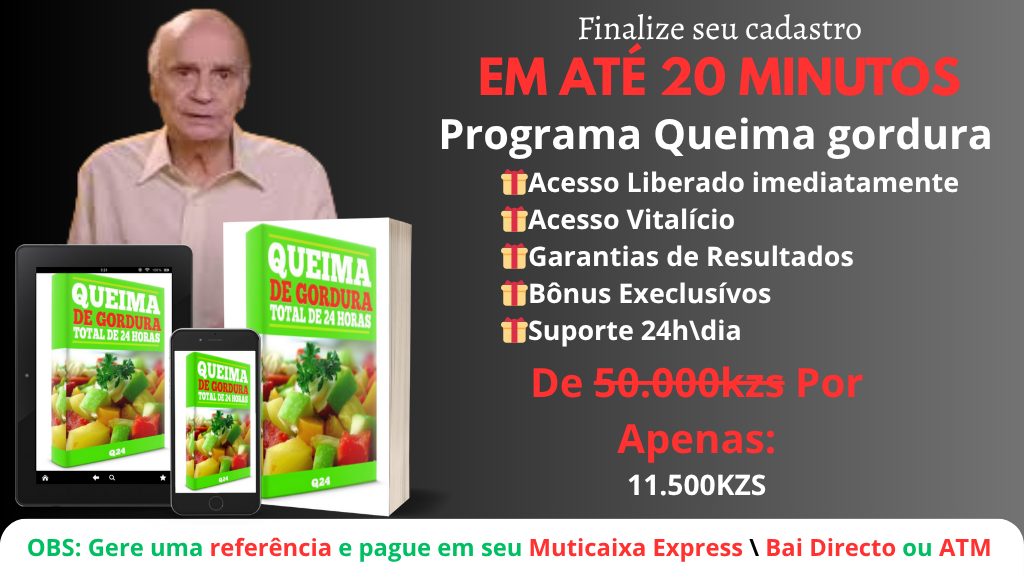 Finalize seu cadastro
EM ATÉ 20 MINUTOS
Programa Queima gordura
Acesso Liberado imediatamente
Acesso Vitalício
Garantias de Resultados
Bônus Execlusívos
Suporte 24h\dia
De 50.000kzs Por
Apenas:
11.500KZS
QUEIMA
DE GORDURA
TOTAL DE 24 HORAS
Q24
QUEIMA
DE GORDURA
TOTAL DE 24 HORAS
Q24
QUEIMA
DE GORDURA
TOTAL DE 24 HORAS
Q24
OBS: Gere uma referência e pague em seu Muticaixa Express \ Bai Directo ou ATM